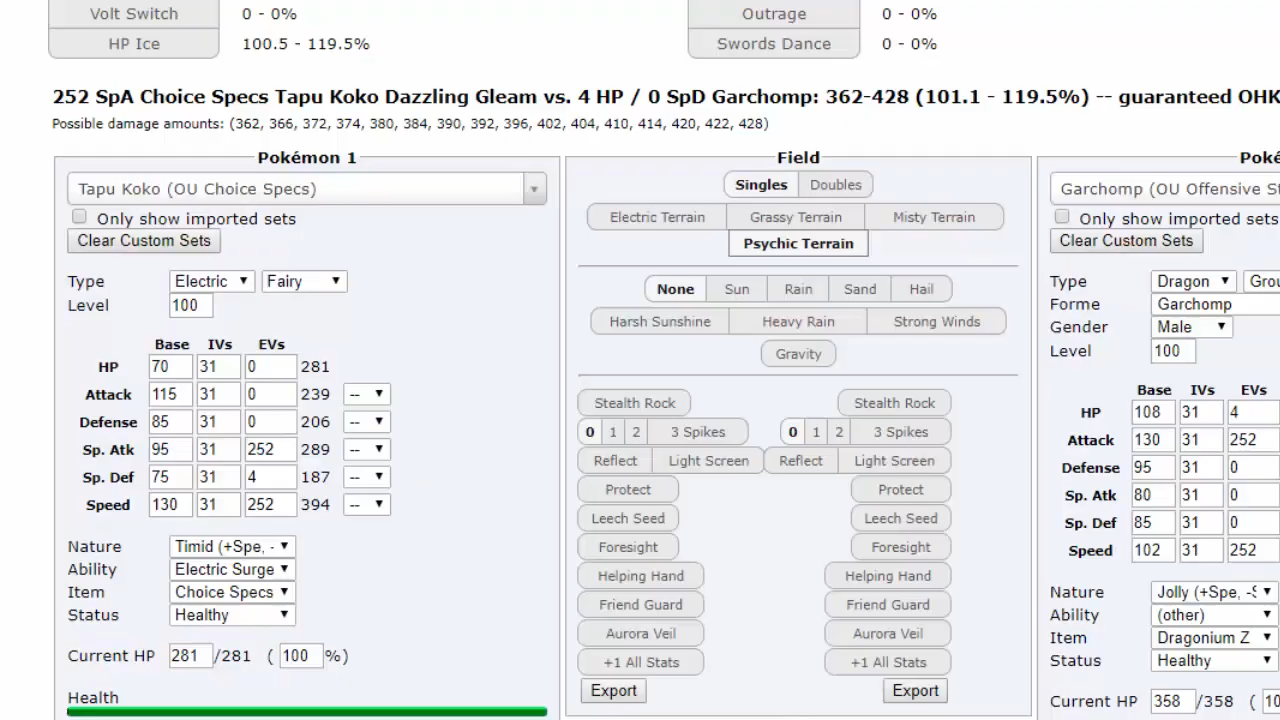 Volt Switch 0 - 0% Outrage 0 - 0%
HP Ice 100.5 - 119.5% Swords Dance 0 - 0%
252 SpA Choice Specs Tapu Koko Dazzling Gleam vs. 4 HP / 0 SpD Garchomp: 362-428 (101.1 - 119.5%) -- guaranteed OHK
Possible damage amounts: (362, 366, 372, 374, 380, 384, 390, 392, 396, 402, 404, 410, 414, 420, 422, 428)
Pokémon 1
Tapu Koko (OU Choice Specs)
Only show imported sets
Clear Custom Sets
Type Electric Fairy
Level 100
Base IVs EVs
HP 70 31 0 281
Attack 115 31 0 239 --
Defense 85 31 0 206 --
Sp. Atk 95 31 252 289 --
Sp. Def 75 31 4 187 --
Speed 130 31 252 394 --
Nature Timid (+Spe, -
Ability Electric Surge
Item Choice Specs
Status Healthy
Current HP 281 /281 ( 100 %)
Health
Field
Singles Doubles
Electric Terrain Grassy Terrain Misty Terrain
Psychic Terrain
None Sun Rain Sand Hail
Harsh Sunshine Heavy Rain Strong Winds
Gravity
Stealth Rock Stealth Rock
0 1 2 3 Spikes 0 1 2 3 Spikes
Reflect Light Screen Reflect Light Screen
Protect Protect
Leech Seed Leech Seed
Foresight Foresight
Helping Hand Helping Hand
Friend Guard Friend Guard
Aurora Veil Aurora Veil
+1 All Stats +1 All Stats
Export Export
Poké
Garchomp (OU Offensive St
Only show imported sets
Clear Custom Sets
Type Dragon Grou
Forme Garchomp
Gender Male
Level 100
Base IVs EVs
HP 108 31 4
Attack 130 31 252
Defense 95 31 0
Sp. Atk 80 31 0
Sp. Def 85 31 0
Speed 102 31 252
Nature Jolly (+Spe, -S
Ability (other)
Item Dragonium Z
Status Healthy
Current HP 358 /358 ( 10